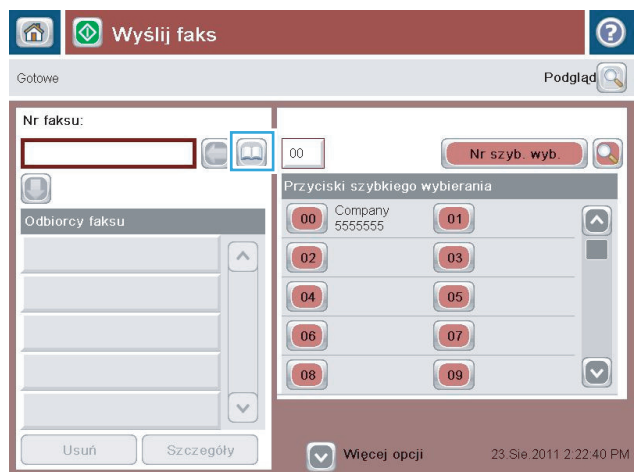 Wyślij faks
?
Gotowe
Podgląd
Nr faksu:
00
Nr szyb. wyb.
Przyciski szybkiego wybierania
00 Company 5555555 01
02 03
04 05
06 07
08 09
Odbiorcy faksu
Usuń Szczegóły
Więcej opcji
23.Sie.2011 2:22:40 PM